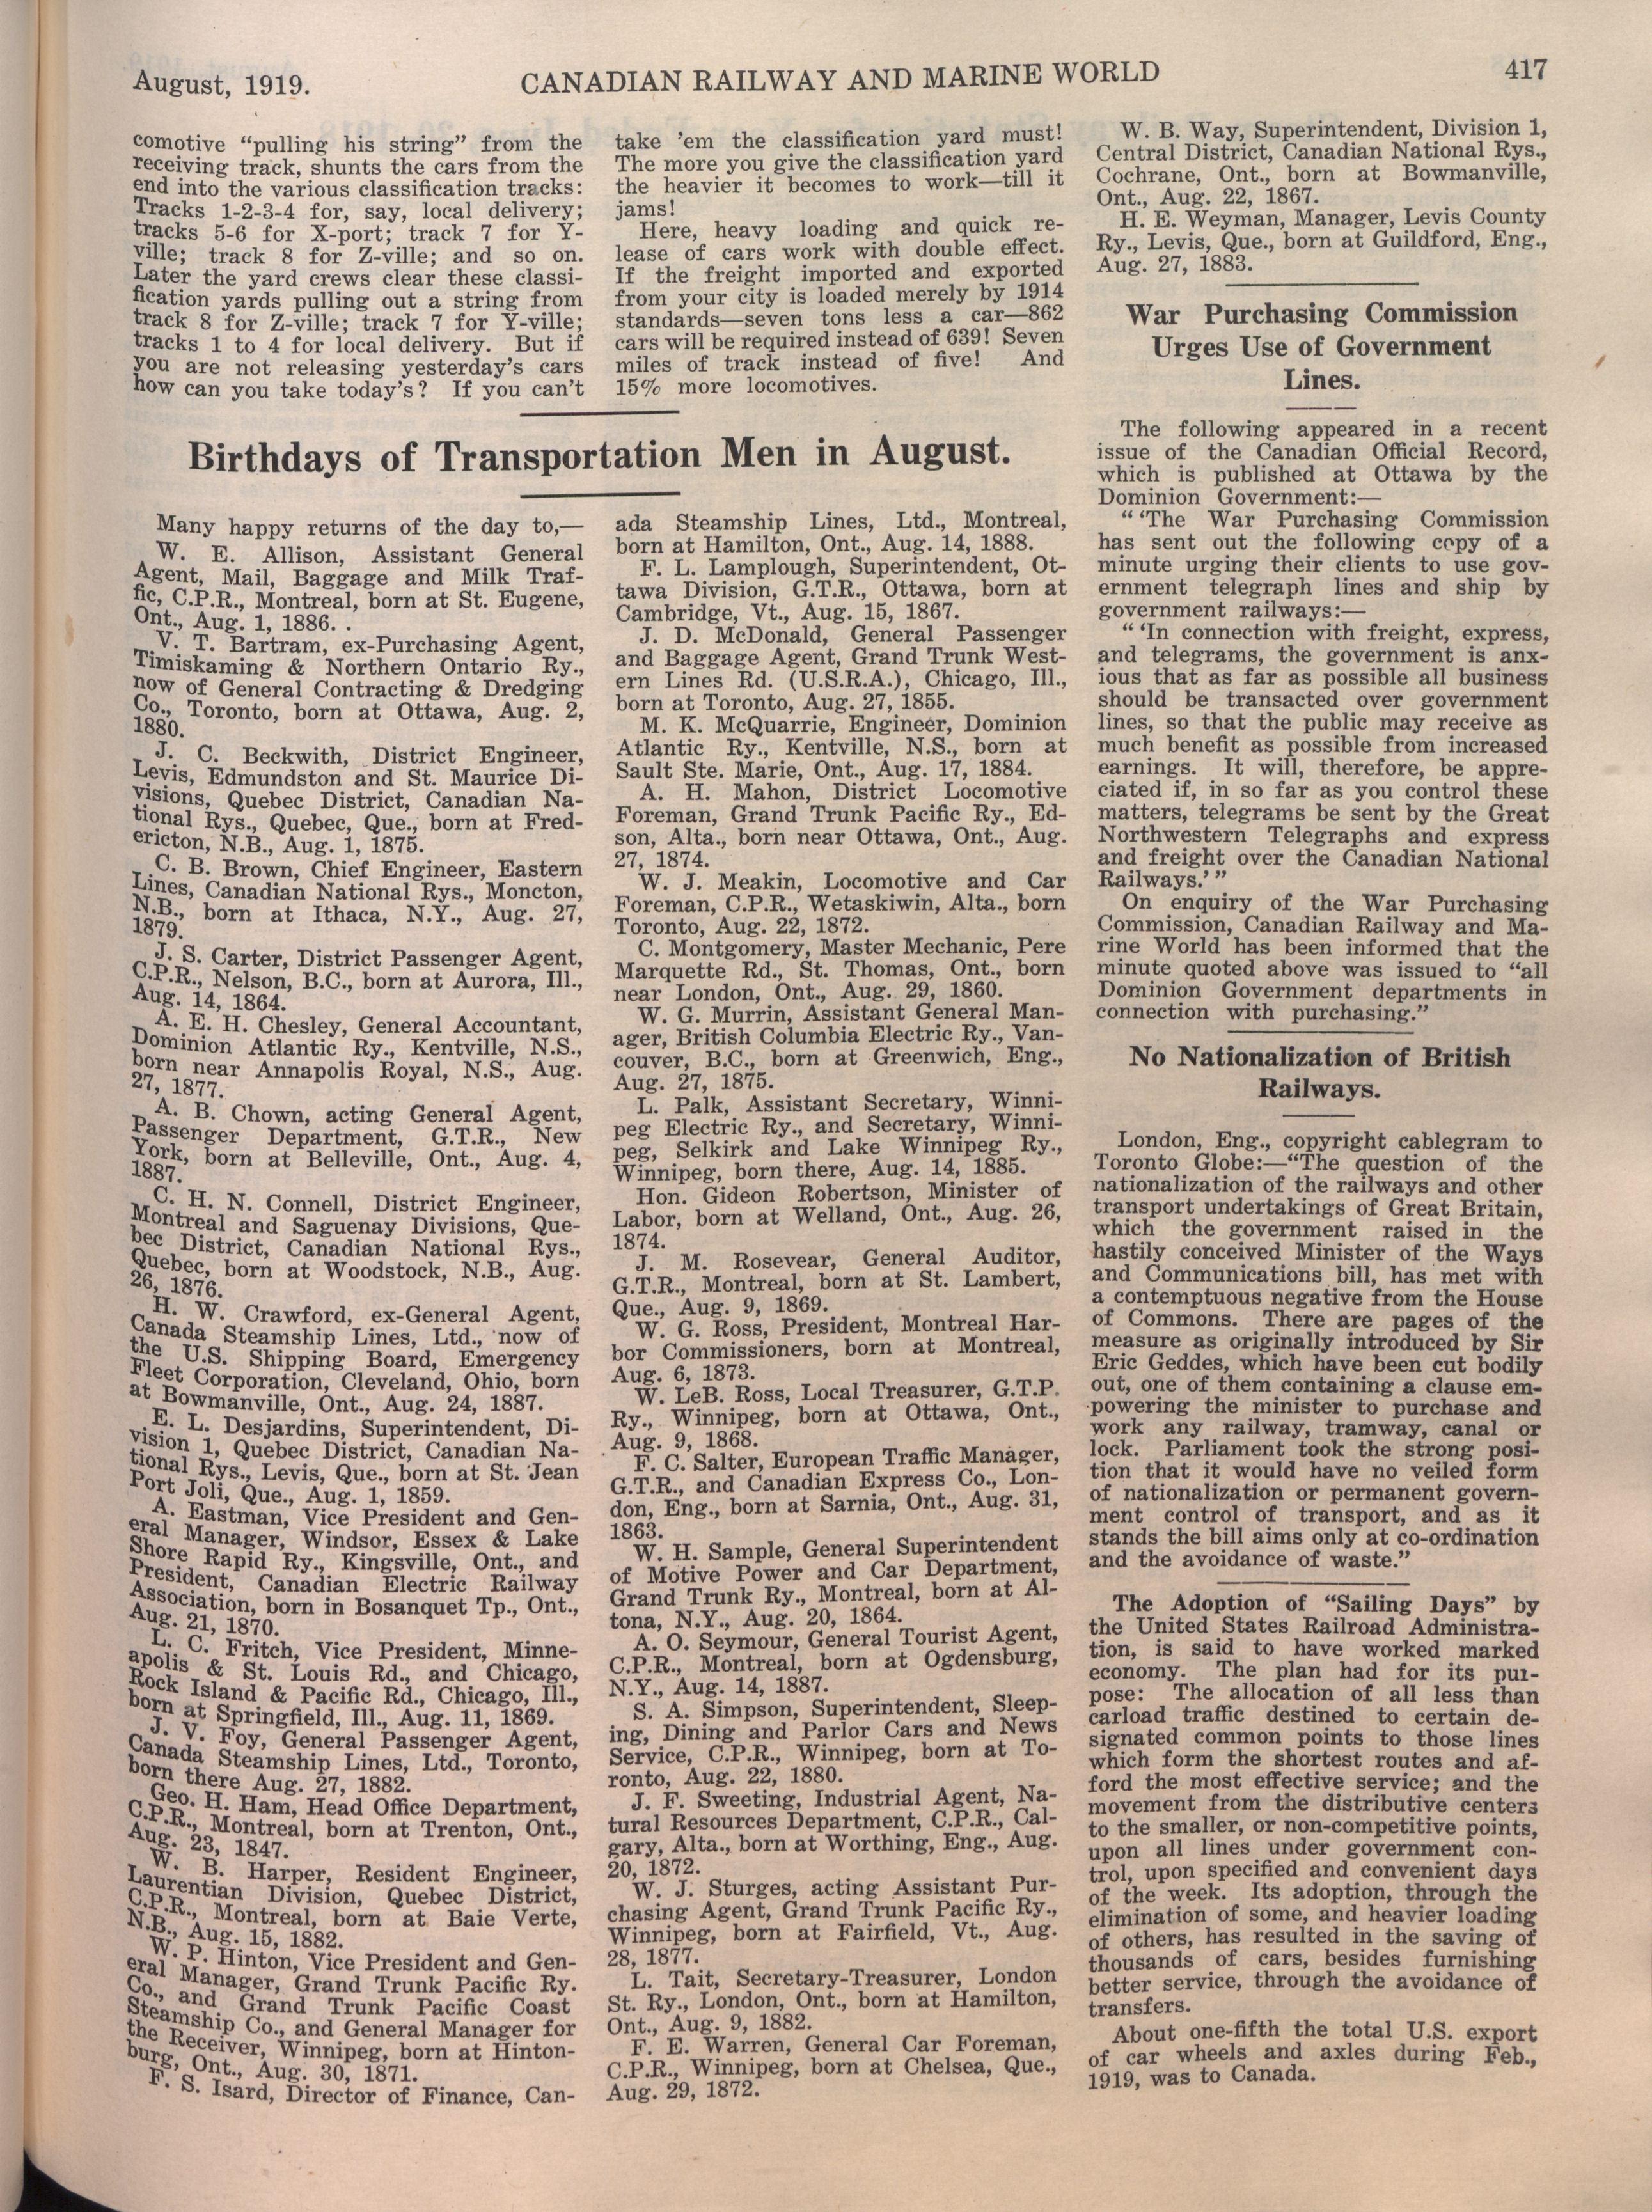 August, 1919.
CANADIAN RAILWAY AND MARINE WORLD
417
comotive “pulling his string” from the
receiving track, shunts the cars from the
end into the various classification tracks:
Tracks 1-2-3-4 for, say, local delivery;
tracks 5-6 for X-port; track 7 for Y-
ville; track 8 for Z-ville; and so on.
Later the yard crews clear these classi-
fication yards pulling out a string from
track 8 for Z-ville; track 7 for Y-ville;
tracks 1 to 4 for local delivery. But if
you are not releasing yesterday’s cars
how can you take today’s? If you can’t
take ’em the classification yard must!
The more you give the classification yard
the heavier it becomes to work—till it
jams!
Here, heavy loading and quick re-
lease of cars work with double effect.
If the freight imported and exported
from your city is loaded merely by 1914
standards—seven tons less a car—862
cars will be required instead of 639! Seven
miles of track instead of five! And
15% more locomotives.
Birthdays of Transportation Men in August.
Many happy returns of the day to,—
W. E. Allison, Assistant General
Agent, Mail, Baggage and Milk Traf-
fic, C.P.R., Montreal, born at St. Eugene,
Ont., Aug. 1, 1886. .
V. T. Bartram, ex-Purchasing Agent,
Timiskaming & Northern Ontario Ry.,
now of General Contracting & Dredging
Co., Toronto, born at Ottawa, Aug. 2,
1880.
J. C. Beckwith, District Engineer,
Levis, Edmundston and St. Maurice Di-
visions, Quebec District, Canadian Na-
tional Rys., Quebec, Que., born at Fred-
ericton, N.B., Aug. 1, 1875.
C. B. Brown, Chief Engineer, Eastern
Lines, Canadian National Rys., Moncton,
N.B., born at Ithaca, N.Y., Aug. 27,
1879.
J. S. Carter, District Passenger Agent,
C.P.R., Nelson, B.C., born at Aurora, Ill.,
Aug. 14, 1864.
A. E. H. Chesley, General Accountant,
Dominion Atlantic Ry., Kentville, N.S.,
born near Annapolis Royal, N.S., Aug.
27, 1877.
A. B. Chown, acting General Agent,
Passenger Department, G.T.R., New
York, born at Belleville, Ont., Aug. 4,
1887.
C. H. N. Connell, District Engineer,
Montreal and Saguenay Divisions, Que-
bec District, Canadian National Rys.,
Quebec, born at Woodstock, N.B., Aug.
26, 1876.
H. W. Crawford, ex-General Agent,
Canada Steamship Lines, Ltd., now of
the U.S. Shipping Board, Emergency
Fleet Corporation, Cleveland, Ohio, born
at Bowmanville, Ont., Aug. 24, 1887.
E. L. Desjardins, Superintendent, Di-
vision 1, Quebec District, Canadian Na-
tional Rys., Levis, Que., born at St. Jean
Port Joli, Que., Aug. 1, 1859.
A. Eastman, Vice President and Gen-
eral Manager, Windsor, Essex & Lake
Shore Rapid Ry., Kingsville, Ont., and
President, Canadian Electric Railway
Association, born in Bosanquet Tp., Ont.,
Aug. 21, 1870.
L. C. Fritch, Vice President, Minne-
apolis & St. Louis Rd., and Chicago,
Rock Island & Pacific Rd., Chicago, Ill.,
born at Springfield, Ill., Aug. 11, 1869.
J. V. Foy, General Passenger Agent,
Canada Steamship Lines, Ltd., Toronto,
born there Aug. 27, 1882.
Geo. H. Ham, Head Office Department,
C.P.R., Montreal, born at Trenton, Ont.,
Aug. 23, 1847.
W. B. Harper, Resident Engineer,
Laurentian Division, Quebec District,
C.P.R., Montreal, born at Baie Verte,
N.B., Aug. 15, 1882.
W. P. Hinton, Vice President and Gen-
eral Manager, Grand Trunk Pacific Ry.
Co., and Grand Trunk Pacific Coast
Steamship Co., and General Manager for
the Receiver, Winnipeg, born at Hinton-
burg, Ont., Aug. 30, 1871.
F. S. Isard, Director of Finance, Can-
ada Steamship Lines, Ltd., Montreal,
born at Hamilton, Ont., Aug. 14, 1888.
F. L. Lamplough, Superintendent, Ot-
tawa Division, G.T.R., Ottawa, born at
Cambridge, Vt., Aug. 15, 1867.
J. D. McDonald, General Passenger
and Baggage Agent, Grand Trunk West-
ern Lines Rd. (U.S.R.A.), Chicago, Ill.,
born at Toronto, Aug. 27, 1855.
M. K. McQuarrie, Engineer, Dominion
Atlantic Ry., Kentville, N.S., born at
Sault Ste. Marie, Ont., Aug. 17, 1884.
A. H. Mahon, District Locomotive
Foreman, Grand Trunk Pacific Ry., Ed-
son, Alta., born near Ottawa, Ont., Aug.
27, 1874.
W. J. Meakin, Locomotive and Car
Foreman, C.P.R., Wetaskiwin, Alta., born
Toronto, Aug. 22, 1872.
C. Montgomery, Master Mechanic, Pere
Marquette Rd., St. Thomas, Ont., born
near London, Ont., Aug. 29, 1860.
W. G. Murrin, Assistant General Man-
ager, British Columbia Electric Ry., Van-
couver, B.C., born at Greenwich, Eng.,
Aug. 27, 1875.
L. Palk, Assistant Secretary, Winni-
peg Electric Ry., and Secretary, Winni-
peg, Selkirk and Lake Winnipeg Ry.,
Winnipeg, born there, Aug. 14, 1885.
Hon. Gideon Robertson, Minister of
Labor, born at Welland, Ont., Aug. 26,
1874.
J. M. Rosevear, General Auditor,
G.T.R., Montreal, born at St. Lambert,
Que., Aug. 9, 1869.
W. G. Ross, President, Montreal Har-
bor Commissioners, born at Montreal,
Aug. 6, 1873.
W. LeB. Ross, Local Treasurer, G.T.P.
Ry., Winnipeg, born at Ottawa, Ont.,
Aug. 9, 1868.
F. C. Salter, European Traffic Manager,
G.T.R., and Canadian Express Co., Lon-
don, Eng., born at Sarnia, Ont., Aug. 31,
1863.
W. H. Sample, General Superintendent
of Motive Power and Car Department,
Grand Trunk Ry., Montreal, born at Al-
tona, N.Y., Aug. 20, 1864.
A. O. Seymour, General Tourist Agent,
C.P.R., Montreal, born at Ogdensburg,
N.Y., Aug. 14, 1887.
S. A. Simpson, Superintendent, Sleep-
ing, Dining and Parlor Cars and News
Service, C.P.R., Winnipeg, born at To-
ronto, Aug. 22, 1880.
J. F. Sweeting, Industrial Agent, Na-
tural Resources Department, C.P.R., Cal-
gary, Alta., born at Worthing, Eng., Aug.
20, 1872.
W. J. Sturges, acting Assistant Pur-
chasing Agent, Grand Trunk Pacific Ry.,
Winnipeg, born at Fairfield, Vt., Aug.
28, 1877.
L. Tait, Secretary-Treasurer, London
St. Ry., London, Ont., born at Hamilton,
Ont., Aug. 9, 1882.
F. E. Warren, General Car Foreman,
C.P.R., Winnipeg, born at Chelsea, Que.,
Aug. 29, 1872.
W. B. Way, Superintendent, Division 1,
Central District, Canadian National Rys.,
Cochrane, Ont., born at Bowmanville,
Ont., Aug. 22, 1867.
H. E. Weyman, Manager, Levis County
Ry., Levis, Que., born at Guildford, Eng.,
Aug. 27, 1883.
War Purchasing Commission
Urges Use of Government
Lines.
The following appeared in a recent
issue of the Canadian Official Record,
which is published at Ottawa by the
Dominion Government:—
“ ‘The War Purchasing Commission
has sent out the following copy of a
minute urging their clients to use gov-
ernment telegraph lines and ship by
government railways:—
“ ‘In connection with freight, express,
and telegrams, the government is anx-
ious that as far as possible all business
should be transacted over government
lines, so that the public may receive as
much benefit as possible from increased
earnings. It will, therefore, be appre-
ciated if, in so far as you control these
matters, telegrams be sent by the Great
Northwestern Telegraphs and express
and freight over the Canadian National
Railways.’ ”
On enquiry of the War Purchasing
Commission, Canadian Railway and Ma-
rine World has been informed that the
minute quoted above was issued to “all
Dominion Government departments in
connection with purchasing.”
No Nationalization of British
Railways.
London, Eng., copyright cablegram to
Toronto Globe:—“The question of the
nationalization of the railways and other
transport undertakings of Great Britain,
which the government raised in the
hastily conceived Minister of the Ways
and Communications bill, has met with
a contemptuous negative from the House
of Commons. There are pages of the
measure as originally introduced by Sir
Eric Geddes, which have been cut bodily
out, one of them containing a clause em-
powering the minister to purchase and
work any railway, tramway, canal or
lock. Parliament took the strong posi-
tion that it would have no veiled form
of nationalization or permanent govern-
ment control of transport, and as it
stands the bill aims only at co-ordination
and the avoidance of waste.”
The Adoption of “Sailing Days” by
the United States Railroad Administra-
tion, is said to have worked marked
economy. The plan had for its pur-
pose: The allocation of all less than
carload traffic destined to certain de-
signated common points to those lines
which form the shortest routes and af-
ford the most effective service; and the
movement from the distributive centers
to the smaller, or non-competitive points,
upon all lines under government con-
trol, upon specified and convenient days
of the week. Its adoption, through the
elimination of some, and heavier loading
of others, has resulted in the saving of
thousands of cars, besides furnishing
better service, through the avoidance of
transfers.
About one-fifth the total U.S. export
of car wheels and axles during Feb.,
1919, was to Canada.